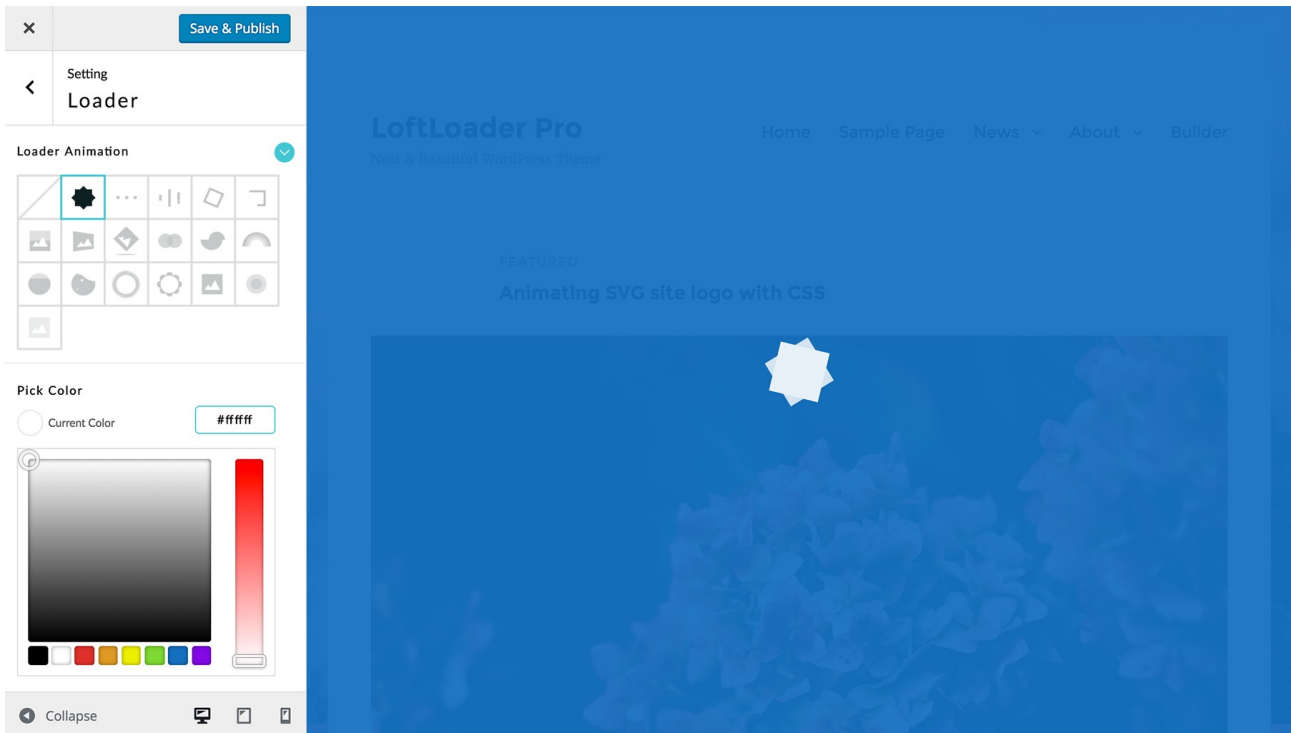 Save & Publish
Setting
Loader
Loader Animation
Pick Color
Current Color
#ffffff
Collapse
LoftLoader Pro
Neat & Beautiful WordPress Theme
Home Sample Page News About Builder
FEATURED
Animating SVG site logo with CSS